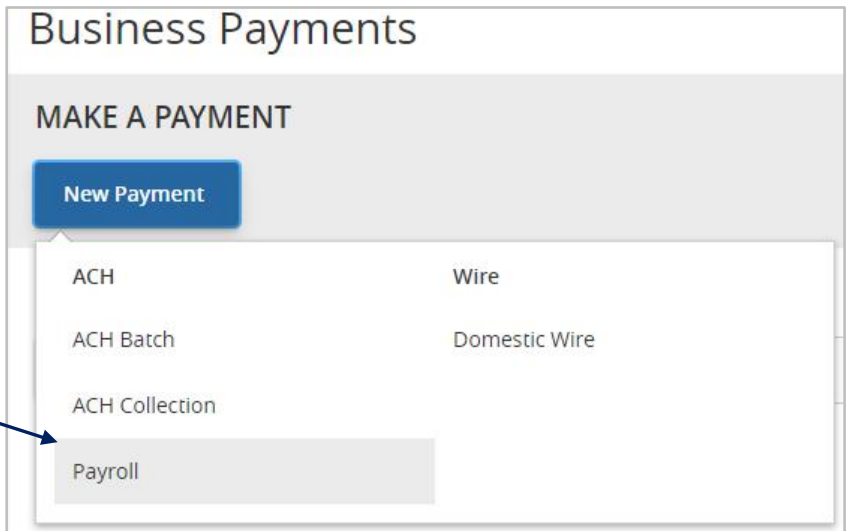 Business Payments
MAKE A PAYMENT
New Payment
ACH
Wire
ACH Batch
Domestic Wire
ACH Collection
Payroll